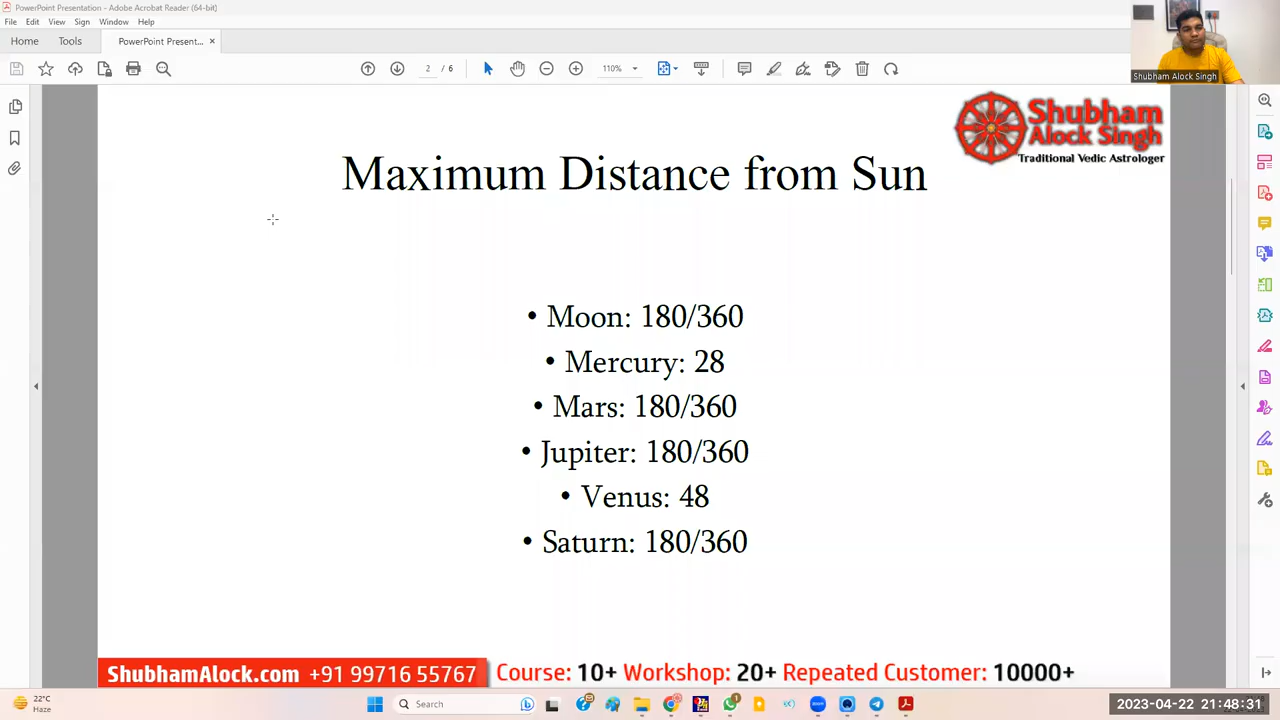 PowerPoint Presentation - Adobe Acrobat Reader (64-bit)
File Edit View Sign Window Help
Home Tools PowerPoint Present... ×
2 / 6 110%
Shubham Alock Singh
Shubham
Alock Singh
Traditional Vedic Astrologer
Maximum Distance from Sun
• Moon: 180/360
• Mercury: 28
• Mars: 180/360
• Jupiter: 180/360
• Venus: 48
• Saturn: 180/360
ShubhamAlock.com +91 99716 55767 Course: 10+ Workshop: 20+ Repeated Customer: 10000+
22°C
Haze
Search
2023-04-22 21:48:31